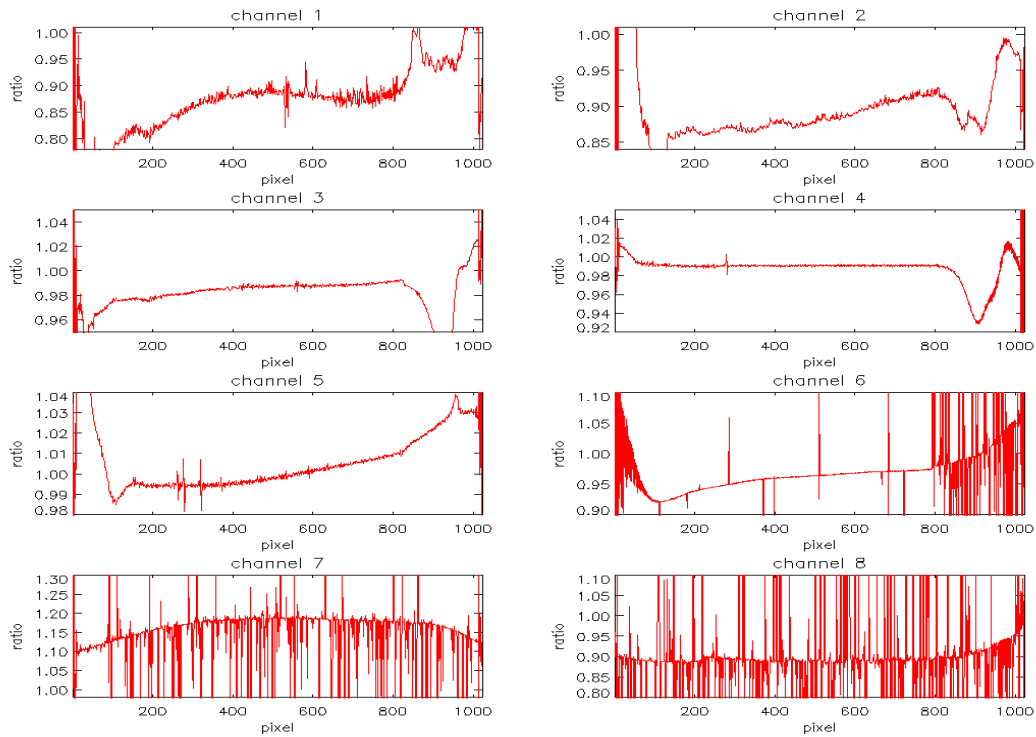 channel 1
ratio
1.00
0.95
0.90
0.85
0.80
200 400 600 800 1000
pixel
channel 2
ratio
1.00
0.95
0.90
0.85
200 400 600 800 1000
pixel
channel 3
ratio
1.04
1.02
1.00
0.98
0.96
200 400 600 800 1000
pixel
channel 4
ratio
1.04
1.02
1.00
0.98
0.96
0.94
0.92
200 400 600 800 1000
pixel
channel 5
ratio
1.04
1.03
1.02
1.01
1.00
0.99
0.98
200 400 600 800 1000
pixel
channel 6
ratio
1.10
1.05
1.00
0.95
0.90
200 400 600 800 1000
pixel
channel 7
ratio
1.30
1.25
1.20
1.15
1.10
1.05
1.00
0 200 400 600 800 1000
pixel
channel 8
ratio
1.10
1.05
1.00
0.95
0.90
0.85
0.80
0 200 400 600 800 1000
pixel